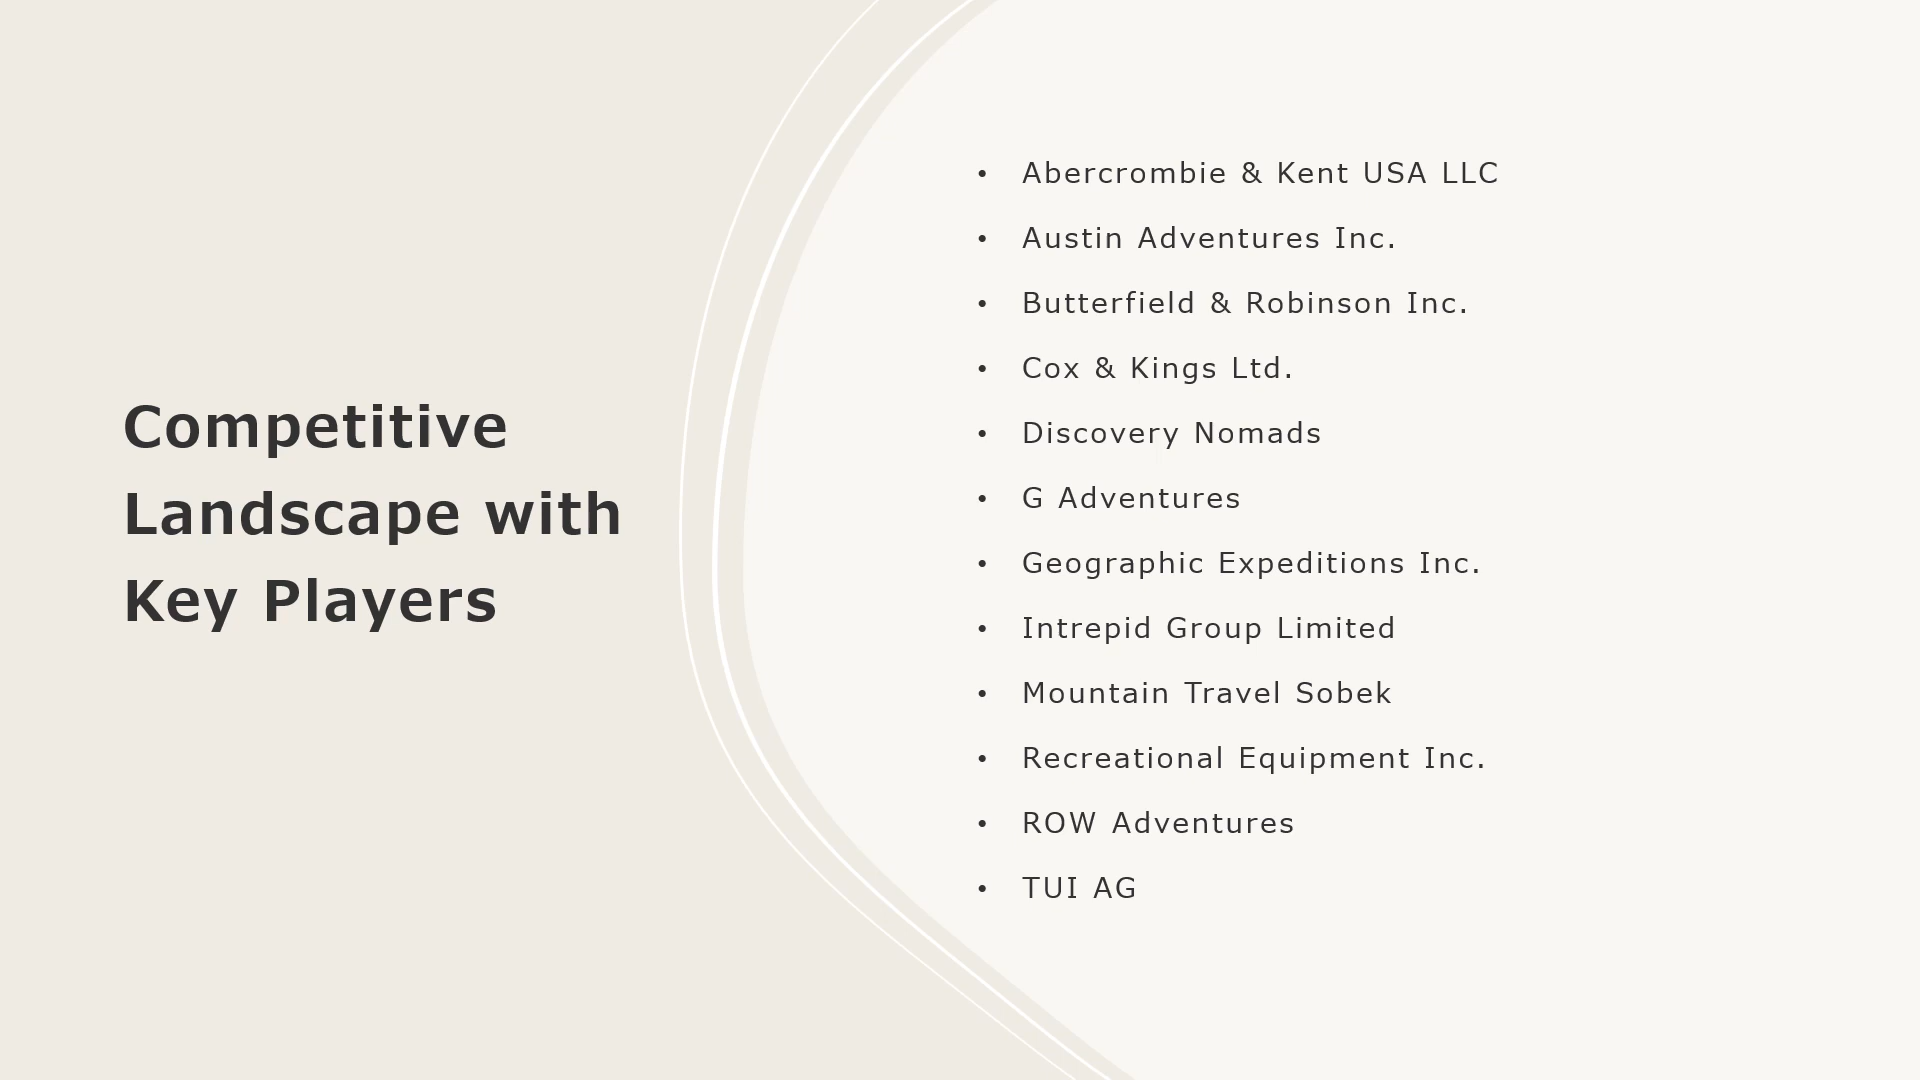 Competitive
Landscape with
Key Players
• Abercrombie & Kent USA LLC
• Austin Adventures Inc.
• Butterfield & Robinson Inc.
• Cox & Kings Ltd.
• Discovery Nomads
• G Adventures
• Geographic Expeditions Inc.
• Intrepid Group Limited
• Mountain Travel Sobek
• Recreational Equipment Inc.
• ROW Adventures
• TUI AG